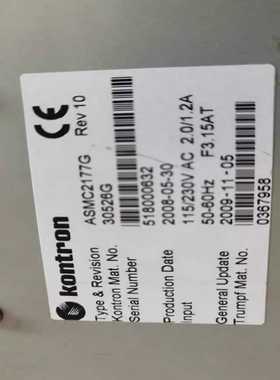 kontron
CE
Type & Revision ASMC2177G Rev 10
Kontron Mat. No. 30526G
Serial Number 518000632
Production Date 2008-05-30
Input 115/230V AC 2.0/1.2A
50-60Hz F3.15AT
General Update 2009-11-05
Trumpf Mat. No. 0367958